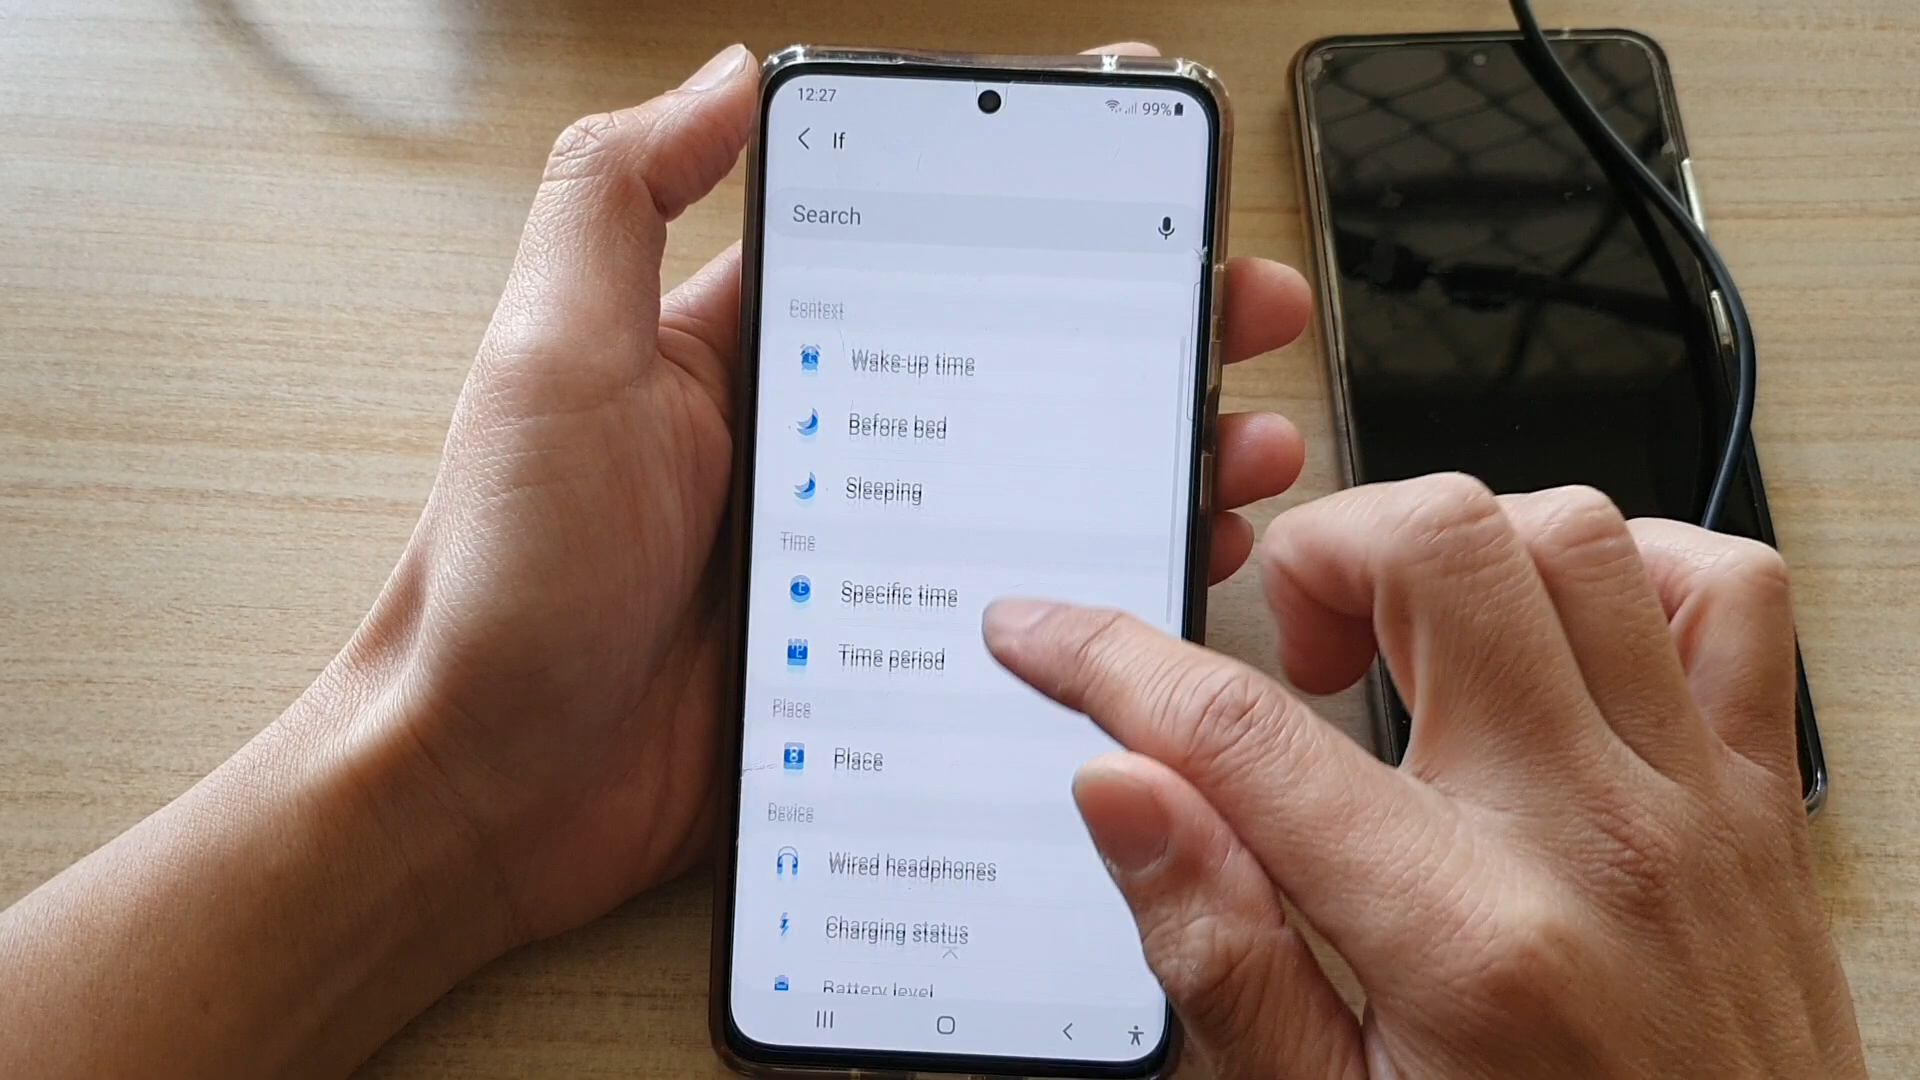 12:27
99%
If
Search
Context
Wake-up time
Before bed
Sleeping
Time
Specific time
Time period
Place
Place
Device
Wired headphones
Charging status
Battery level